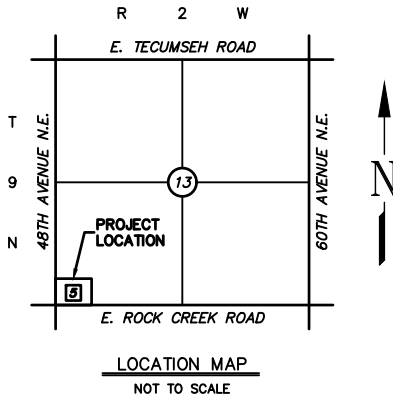 R 2 W
E. TECUMSEH ROAD
T
9
N
48TH AVENUE N.E.
60TH AVENUE N.E.
13
N
PROJECT
LOCATION
5
E. ROCK CREEK ROAD
LOCATION MAP
NOT TO SCALE